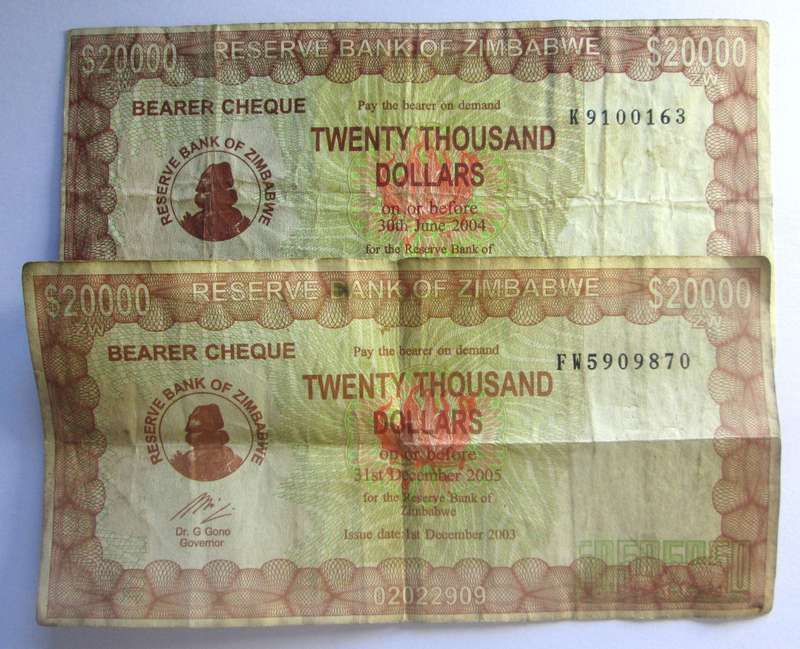 $20000 RESERVE BANK OF ZIMBABWE $20000
ZW
BEARER CHEQUE
Pay the bearer on demand
K9100163
TWENTY THOUSAND
DOLLARS
RESERVE BANK OF ZIMBABWE
on or before
30th June 2004
for the Reserve Bank of
$20000 RESERVE BANK OF ZIMBABWE $20000
BEARER CHEQUE
Pay the bearer on demand
FW5909870
TWENTY THOUSAND
DOLLARS
RESERVE BANK OF ZIMBABWE
on or before
31st December 2005
for the Reserve Bank of
Zimbabwe
Dr. G Gono
Governor
Issue date:1st December 2003
02022909